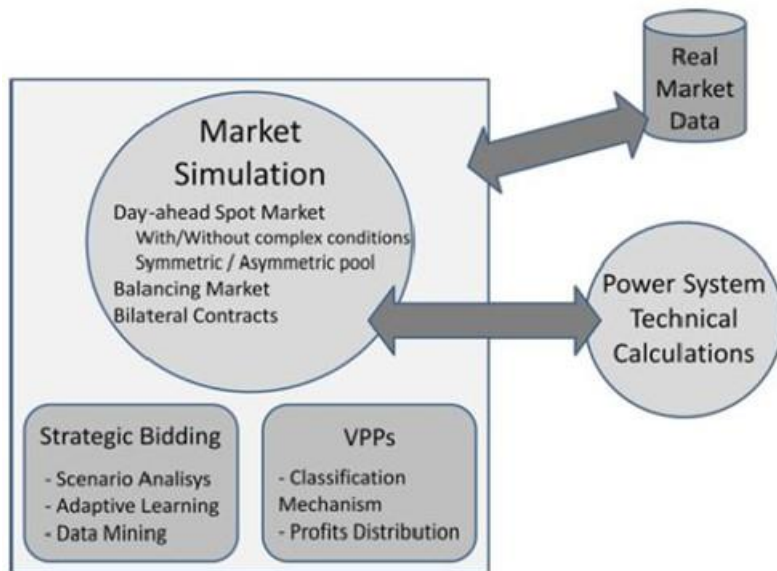 Real
Market
Data
Market
Simulation
Day-ahead Spot Market
With/Without complex conditions
Symmetric / Asymmetric pool
Balancing Market
Bilateral Contracts
Power System
Technical
Calculations
Strategic Bidding
- Scenario Analisys
- Adaptive Learning
- Data Mining
VPPs
- Classification
Mechanism
- Profits Distribution